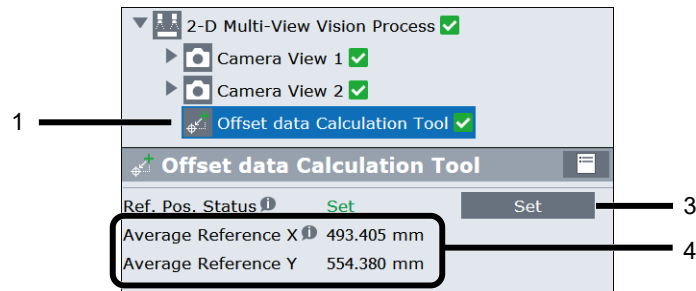 2-D Multi-View Vision Process
Camera View 1
Camera View 2
1
Offset data Calculation Tool
Offset data Calculation Tool
Ref. Pos. Status Set Set 3
Average Reference X 493.405 mm
4
Average Reference Y 554.380 mm